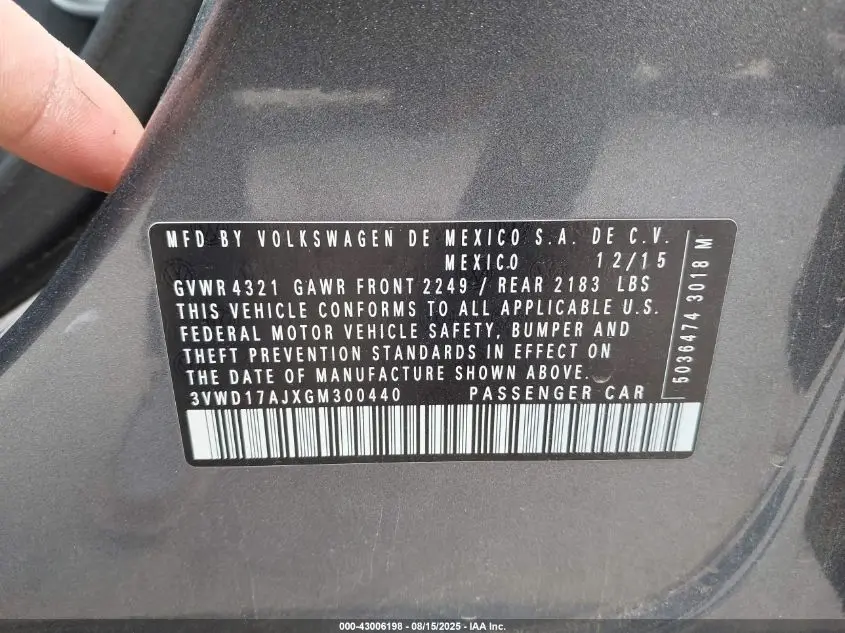 MFD BY VOLKSWAGEN DE MEXICO S.A. DE C.V.
MEXICO 12/15
GVWR 4321 GAWR FRONT 2249 / REAR 2183 LBS
THIS VEHICLE CONFORMS TO ALL APPLICABLE U.S.
FEDERAL MOTOR VEHICLE SAFETY, BUMPER AND
THEFT PREVENTION STANDARDS IN EFFECT ON
THE DATE OF MANUFACTURE SHOWN ABOVE.
3VWD17AJXGM300440 PASSENGER CAR
5036474 3018 M
000-43006198 - 08/15/2025 - IAA Inc.